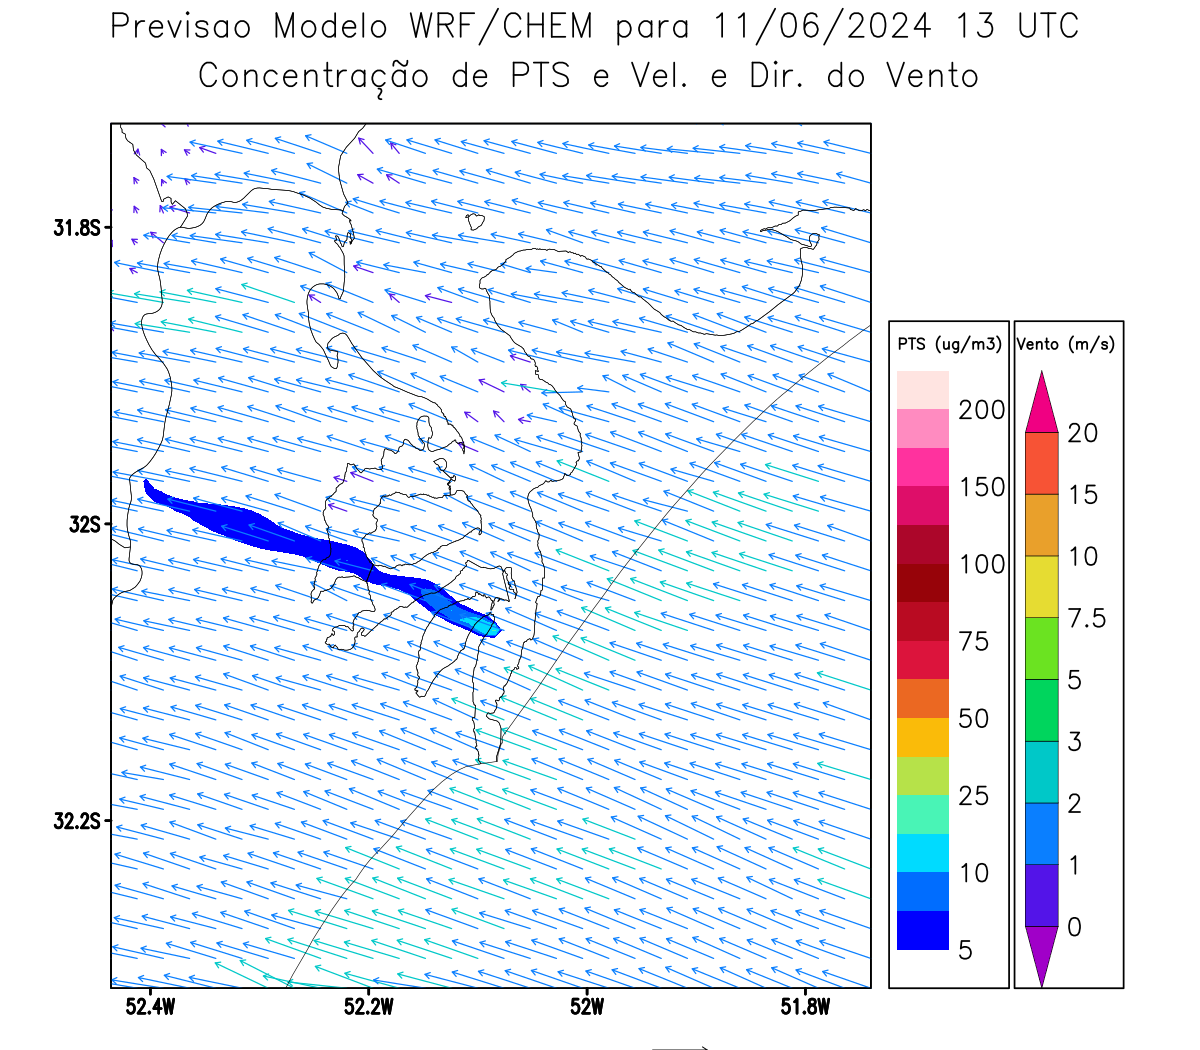 Previsao Modelo WRF/CHEM para 11/06/2024 13 UTC
Concentração de PTS e Vel. e Dir. do Vento
31.8S
32S
32.2S
52.4W 52.2W 52W 51.8W
PTS (ug/m3)
200
150
100
75
50
25
10
5
Vento (m/s)
20
15
10
7.5
5
3
2
1
0